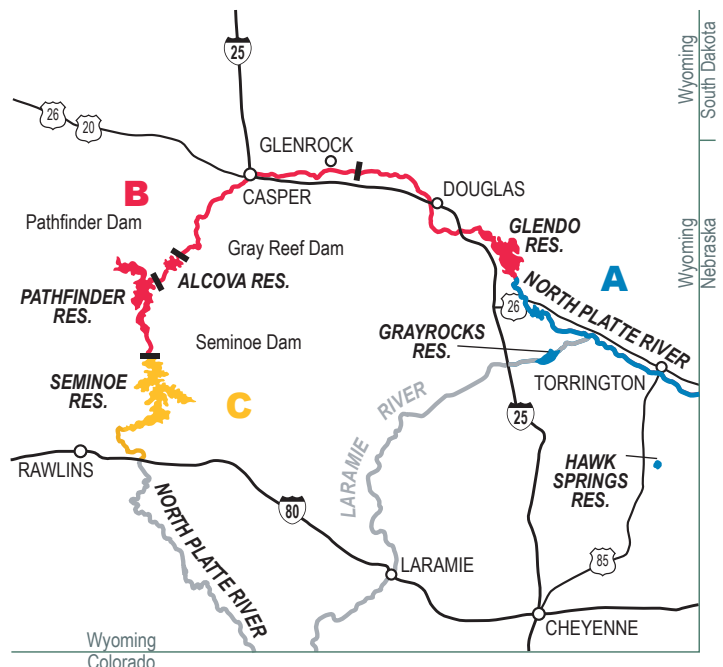 Wyoming
South Dakota
25
26
20
GLENROCK
CASPER
B
DOUGLAS
Pathfinder Dam
Gray Reef Dam
GLENDO
RES.
Wyoming
Nebraska
ALCOVA RES.
A
PATHFINDER
RES.
26
NORTH PLATTE RIVER
GRAYROCKS
RES.
Seminoe Dam
SEMINOE
RES.
TORRINGTON
C
LARAMIE RIVER
25
RAWLINS
HAWK
SPRINGS
RES.
NORTH PLATTE RIVER
80
85
LARAMIE
CHEYENNE
Wyoming
Colorado